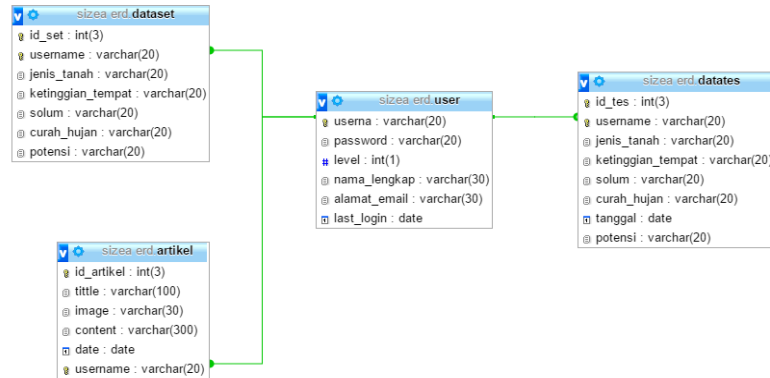 sizea erd.dataset
id_set : int(3)
username : varchar(20)
jenis_tanah : varchar(20)
ketinggian_tempat : varchar(20)
solum : varchar(20)
curah_hujan : varchar(20)
potensi : varchar(20)
sizea erd.user
userna : varchar(20)
password : varchar(20)
# level : int(1)
nama_lengkap : varchar(30)
alamat_email : varchar(30)
last_login : date
sizea erd.datates
id_tes : int(3)
username : varchar(20)
jenis_tanah : varchar(20)
ketinggian_tempat : varchar(20)
solum : varchar(20)
curah_hujan : varchar(20)
tanggal : date
potensi : varchar(20)
sizea erd.artikel
id_artikel : int(3)
tittle : varchar(100)
image : varchar(30)
content : varchar(300)
date : date
username : varchar(20)